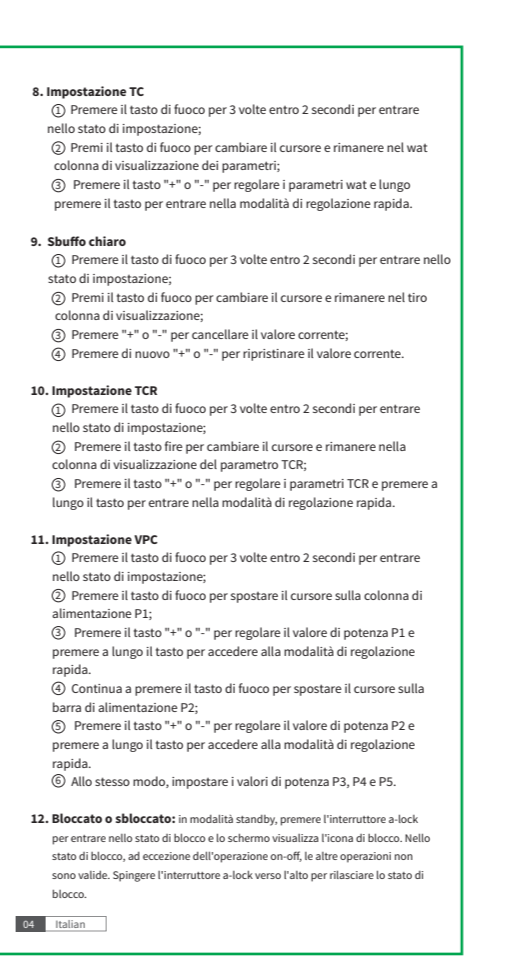 8. Impostazione TC
① Premere il tasto di fuoco per 3 volte entro 2 secondi per entrare
nello stato di impostazione;
② Premi il tasto di fuoco per cambiare il cursore e rimanere nel wat
colonna di visualizzazione dei parametri;
③ Premere il tasto "+" o "-" per regolare i parametri wat e lungo
premere il tasto per entrare nella modalità di regolazione rapida.
9. Sbuffo chiaro
① Premere il tasto di fuoco per 3 volte entro 2 secondi per entrare nello
stato di impostazione;
② Premi il tasto di fuoco per cambiare il cursore e rimanere nel tiro
colonna di visualizzazione;
③ Premere "+" o "-" per cancellare il valore corrente;
④ Premere di nuovo "+" o "-" per ripristinare il valore corrente.
10. Impostazione TCR
① Premere il tasto di fuoco per 3 volte entro 2 secondi per entrare
nello stato di impostazione;
② Premere il tasto fire per cambiare il cursore e rimanere nella
colonna di visualizzazione del parametro TCR;
③ Premere il tasto "+" o "-" per regolare i parametri TCR e premere a
lungo il tasto per entrare nella modalità di regolazione rapida.
11. Impostazione VPC
① Premere il tasto di fuoco per 3 volte entro 2 secondi per entrare
nello stato di impostazione;
② Premere il tasto di fuoco per spostare il cursore sulla colonna di
alimentazione P1;
③ Premere il tasto "+" o "-" per regolare il valore di potenza P1 e
premere a lungo il tasto per accedere alla modalità di regolazione
rapida.
④ Continua a premere il tasto di fuoco per spostare il cursore sulla
barra di alimentazione P2;
⑤ Premere il tasto "+" o "-" per regolare il valore di potenza P2 e
premere a lungo il tasto per accedere alla modalità di regolazione
rapida.
⑥ Allo stesso modo, impostare i valori di potenza P3, P4 e P5.
12. Bloccato o sbloccato: in modalità standby, premere l'interruttore a-lock
per entrare nello stato di blocco e lo schermo visualizza l'icona di blocco. Nello
stato di blocco, ad eccezione dell'operazione on-off, le altre operazioni non
sono valide. Spingere l'interruttore a-lock verso l'alto per rilasciare lo stato di
blocco.
04 Italian